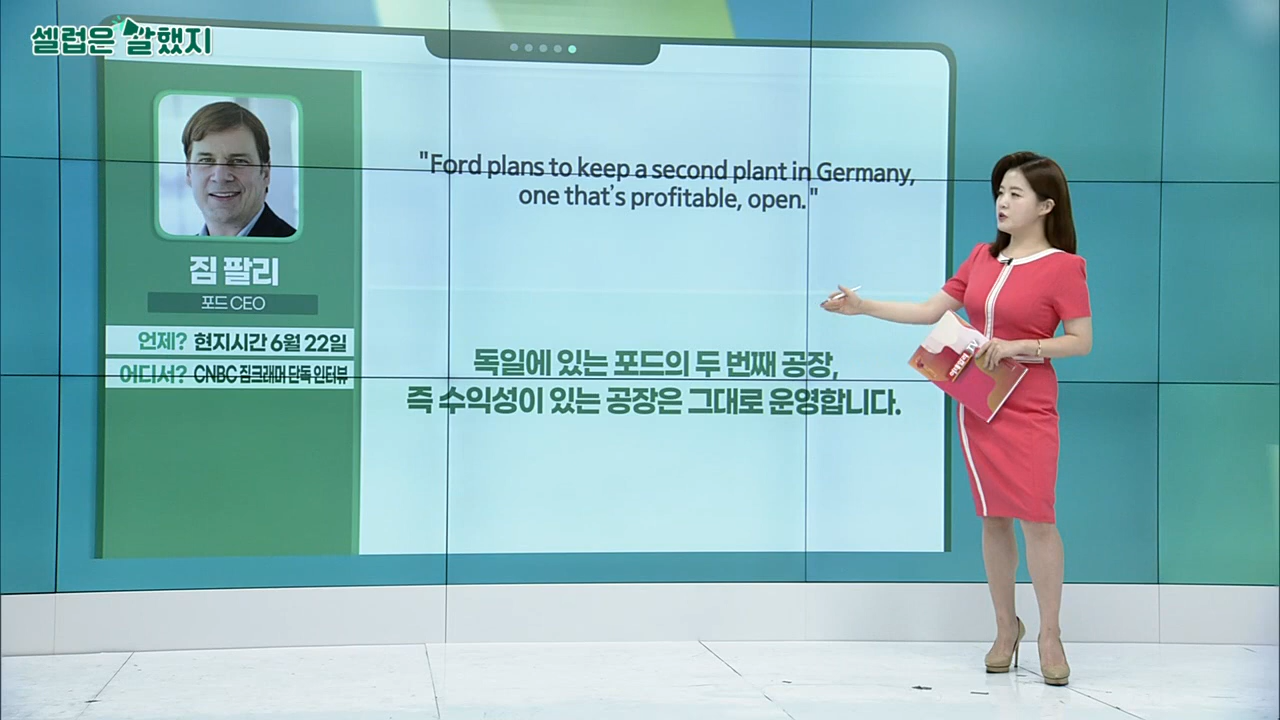 셀럽은 말했지
"Ford plans to keep a second plant in Germany,
one that's profitable, open."
짐 팔리
포드 CEO
언제? 현지시간 6월 22일
어디서? CNBC 짐크래머 단독 인터뷰
독일에 있는 포드의 두 번째 공장,
즉 수익성이 있는 공장은 그대로 운영합니다.